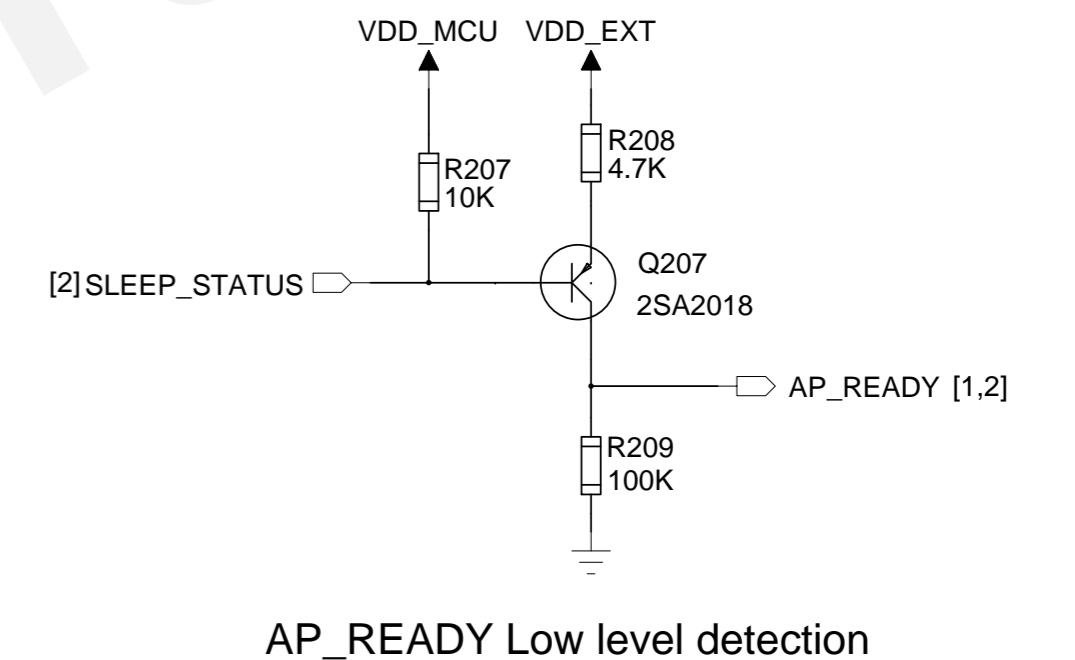 VDD_MCU VDD_EXT
R208
4.7K
R207
10K
Q207
2SA2018
[2] SLEEP_STATUS
AP_READY [1,2]
R209
100K
AP_READY Low level detection